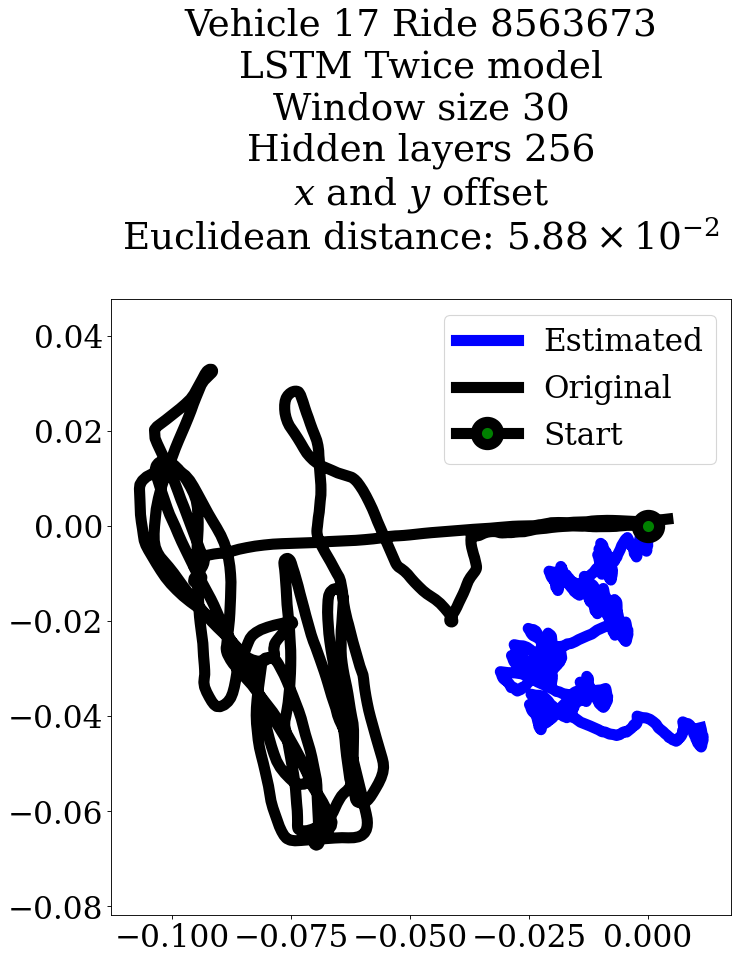 Vehicle 17 Ride 8563673
LSTM Twice model
Window size 30
Hidden layers 256
x and y offset
Euclidean distance: 5.88 × 10⁻²
Estimated
Original
Start
0.04
0.02
0.00
−0.02
−0.04
−0.06
−0.08
−0.100 −0.075 −0.050 −0.025 0.000